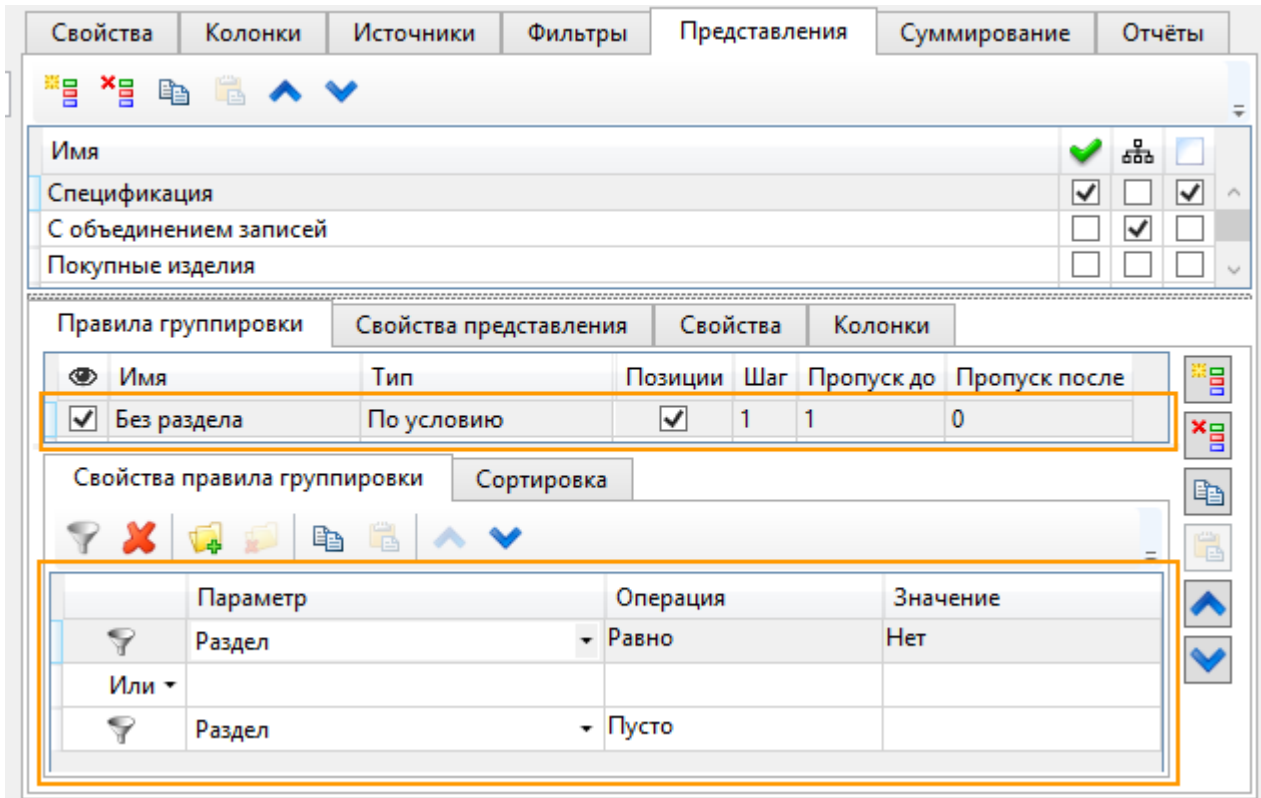 Свойства Колонки Источники Фильтры Представления Суммирование Отчёты
Имя
Спецификация
С объединением записей
Покупные изделия
Правила группировки Свойства представления Свойства Колонки
Имя Тип Позиции Шаг Пропуск до Пропуск после
Без раздела По условию 1 1 0
Свойства правила группировки Сортировка
Параметр Операция Значение
Раздел Равно Нет
Или
Раздел Пусто